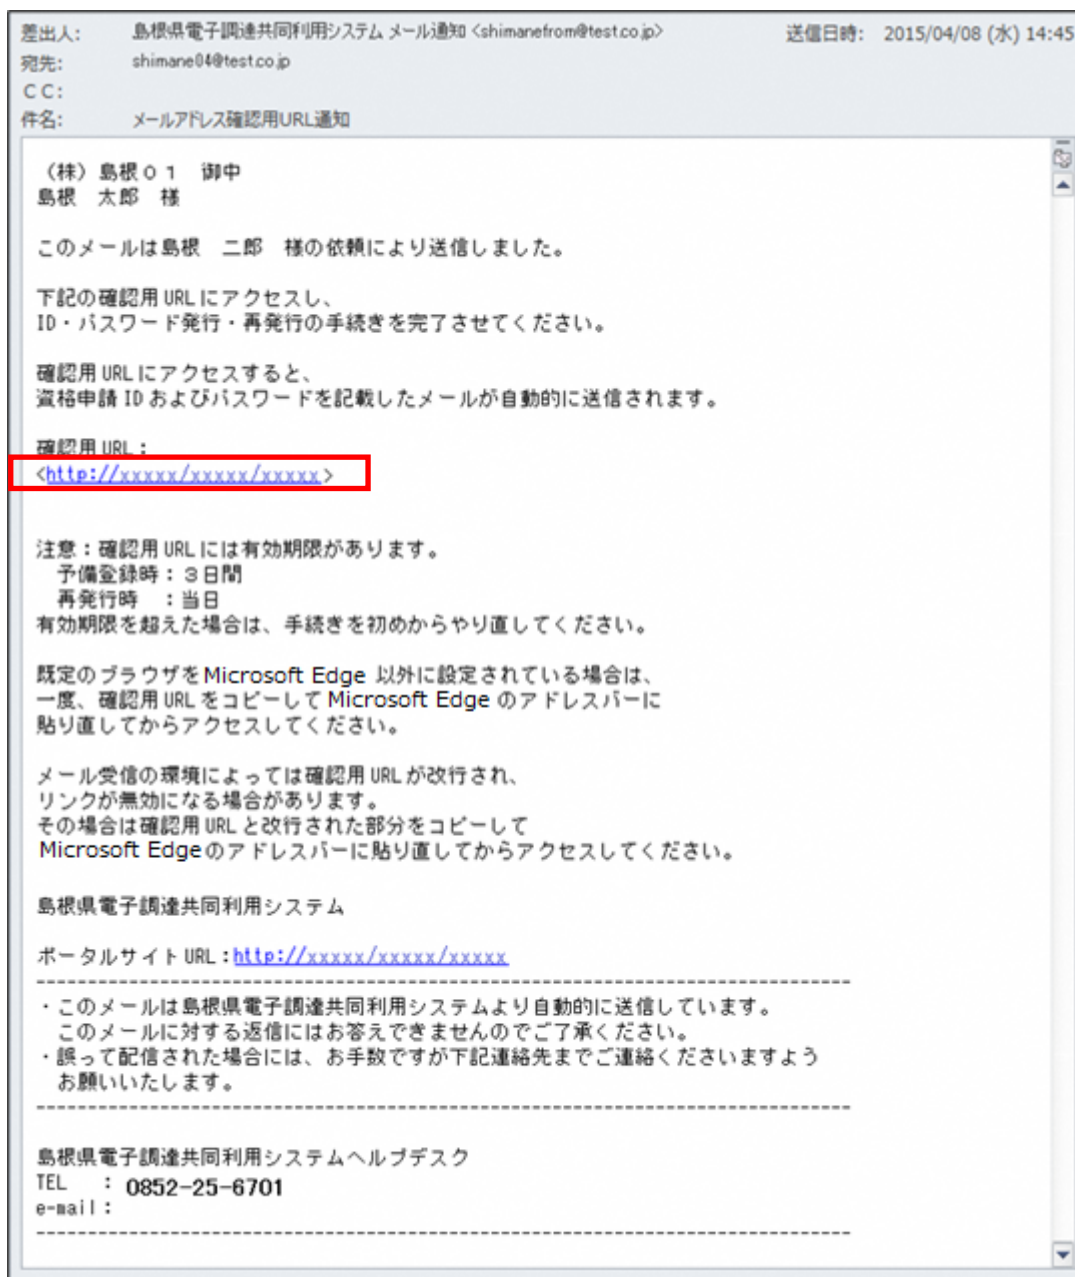 差出人: 島根県電子調達共同利用システム メール通知 <shimanefrom@test.co.jp> 送信日時: 2015/04/08 (水) 14:45
宛先: shimane04@test.co.jp
CC:
件名: メールアドレス確認用URL通知
（株）島根０１　御中
島根　太郎　様
このメールは島根　二郎　様の依頼により送信しました。
下記の確認用URLにアクセスし、
ID・パスワード発行・再発行の手続きを完了させてください。
確認用URLにアクセスすると、
資格申請IDおよびパスワードを記載したメールが自動的に送信されます。
確認用URL：
<http://xxxxx/xxxxx/xxxxx>
注意：確認用URLには有効期限があります。
予備登録時：３日間
再発行時　：当日
有効期限を超えた場合は、手続きを初めからやり直してください。
既定のブラウザをMicrosoft Edge 以外に設定されている場合は、
一度、確認用URLをコピーして Microsoft Edge のアドレスバーに
貼り直してからアクセスしてください。
メール受信の環境によっては確認用URLが改行され、
リンクが無効になる場合があります。
その場合は確認用URLと改行された部分をコピーして
Microsoft Edgeのアドレスバーに貼り直してからアクセスしてください。
島根県電子調達共同利用システム
ポータルサイトURL：http://xxxxx/xxxxx/xxxxx
-------------------------------------------------------------------------------
・このメールは島根県電子調達共同利用システムより自動的に送信しています。
このメールに対する返信にはお答えできませんのでご了承ください。
・誤って配信された場合には、お手数ですが下記連絡先までご連絡くださいますよう
お願いいたします。
-------------------------------------------------------------------------------
島根県電子調達共同利用システムヘルプデスク
TEL　：0852-25-6701
e-mail：
-------------------------------------------------------------------------------